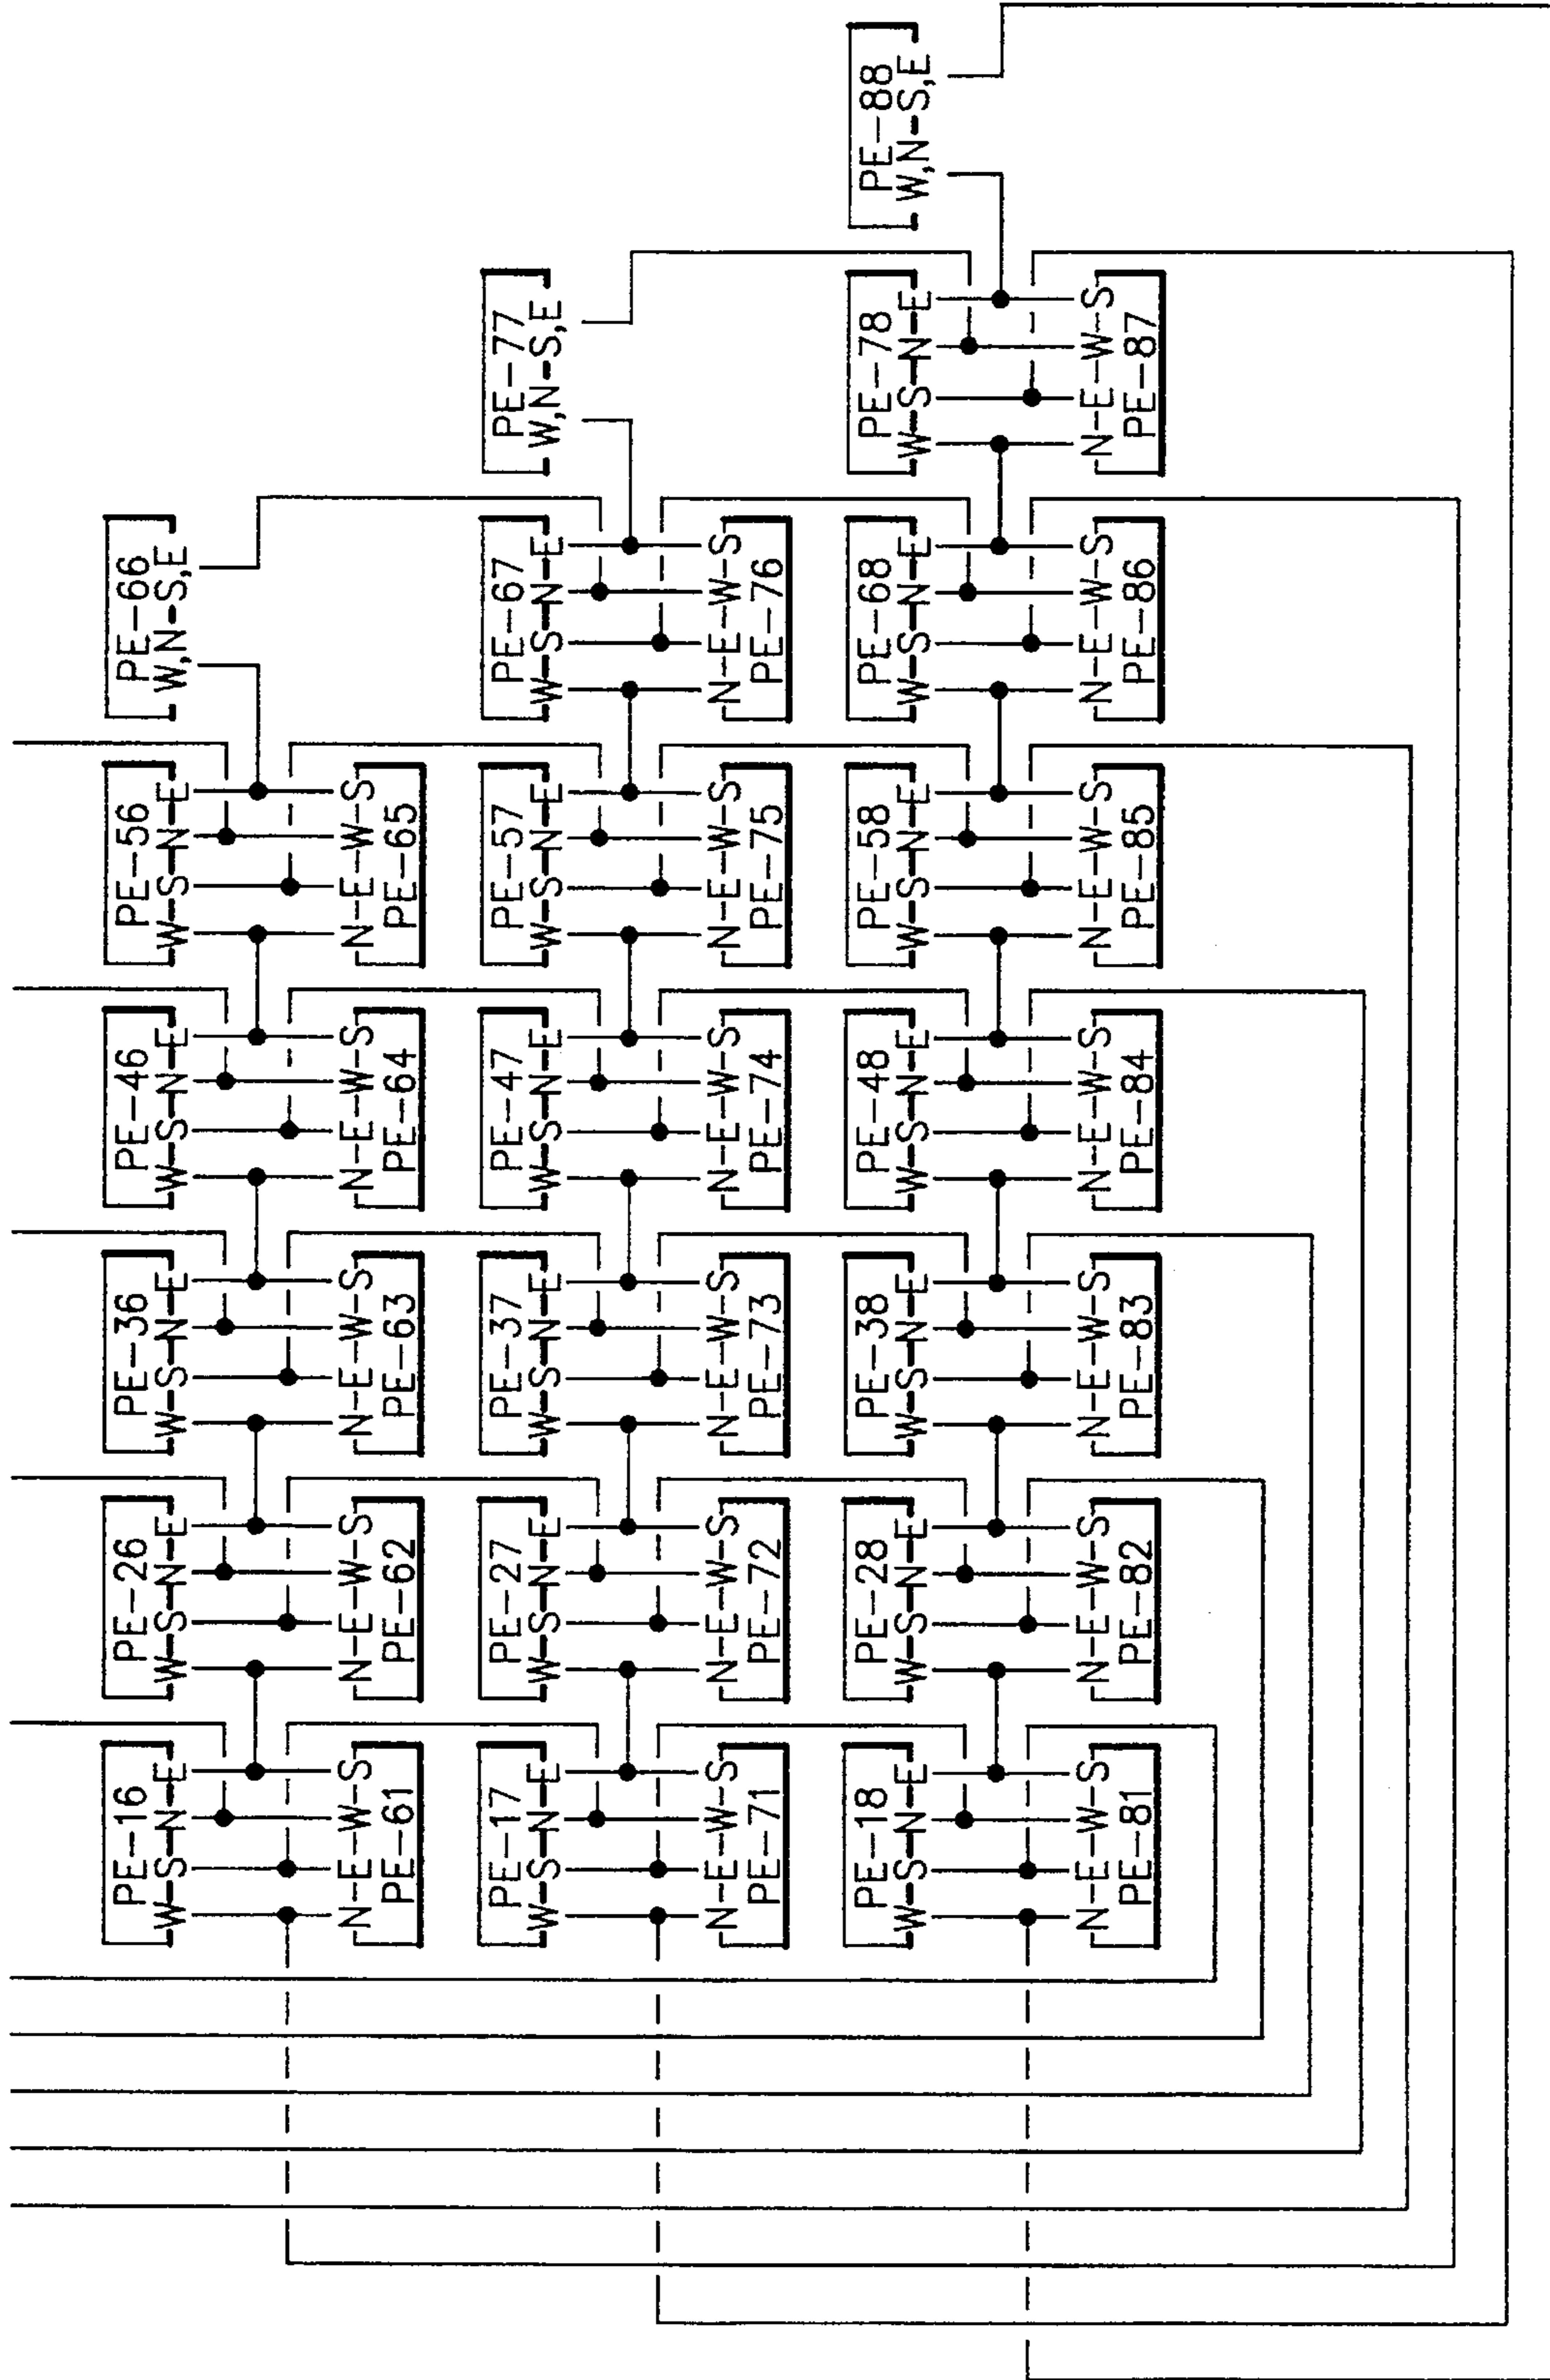 PE-16
W-S-N-E
N-E-W-S
PE-61
PE-26
W-S-N-E
N-E-W-S
PE-62
PE-36
W-S-N-E
N-E-W-S
PE-63
PE-46
W-S-N-E
N-E-W-S
PE-64
PE-56
W-S-N-E
N-E-W-S
PE-65
PE-66
W,N-S,E
PE-17
W-S-N-E
N-E-W-S
PE-71
PE-27
W-S-N-E
N-E-W-S
PE-72
PE-37
W-S-N-E
N-E-W-S
PE-73
PE-47
W-S-N-E
N-E-W-S
PE-74
PE-57
W-S-N-E
N-E-W-S
PE-75
PE-67
W-S-N-E
N-E-W-S
PE-76
PE-77
W,N-S,E
PE-18
W-S-N-E
N-E-W-S
PE-81
PE-28
W-S-N-E
N-E-W-S
PE-82
PE-38
W-S-N-E
N-E-W-S
PE-83
PE-48
W-S-N-E
N-E-W-S
PE-84
PE-58
W-S-N-E
N-E-W-S
PE-85
PE-68
W-S-N-E
N-E-W-S
PE-86
PE-78
W-S-N-E
N-E-W-S
PE-87
PE-88
W,N-S,E